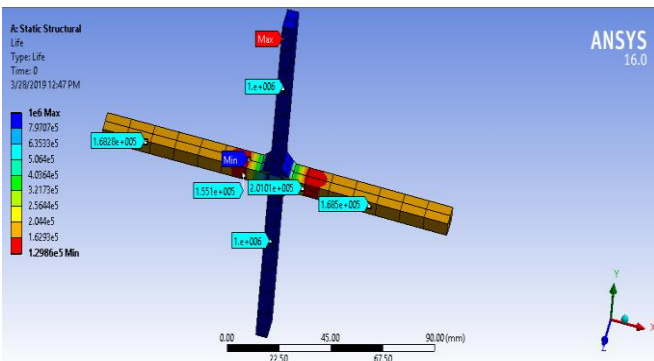 A: Static Structural
Life
Type: Life
Time: 0
3/28/2019 12:47 PM
1e6 Max
7.9707e5
6.3533e5
5.064e5
4.0364e5
3.2173e5
2.5644e5
2.044e5
1.6293e5
1.2986e5 Min
ANSYS
16.0
Max
1.e+006
1.6828e+005
Min
1.551e+005
2.0101e+005
1.685e+005
1.e+006
0.00
45.00
90.00 (mm)
22.50
67.50
Y
X
Z